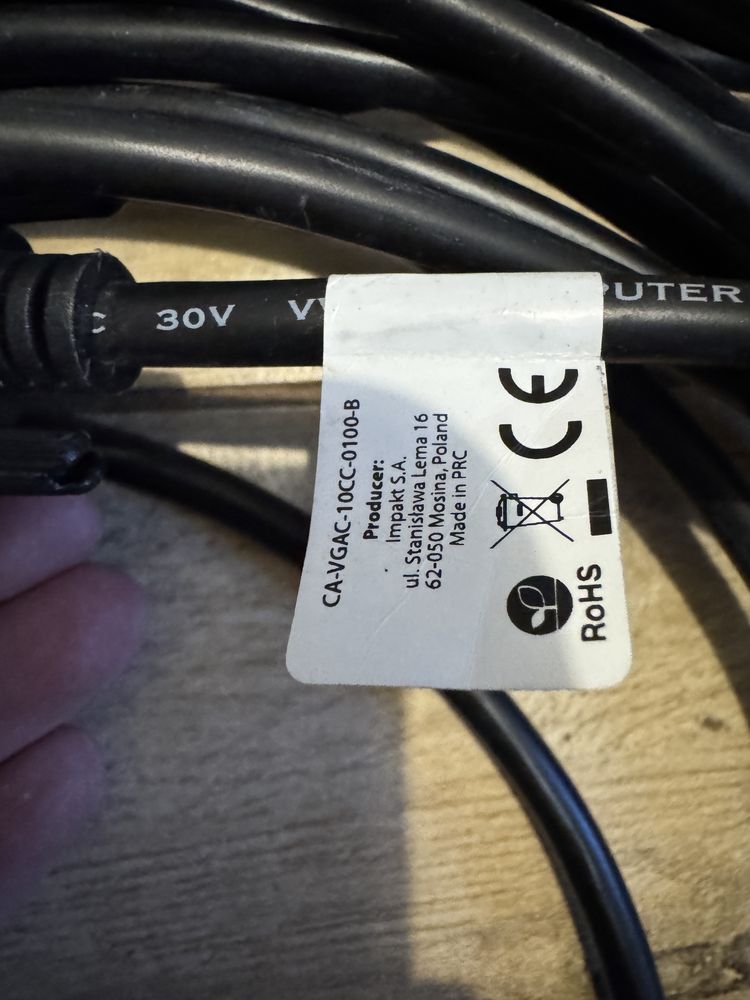 30V
PUTER
CA-VGAC-10CC-0100-B
Producer:
Impakt S.A.
ul. Stanisława Lema 16
62-050 Mosina, Poland
Made in PRC
CE
RoHS